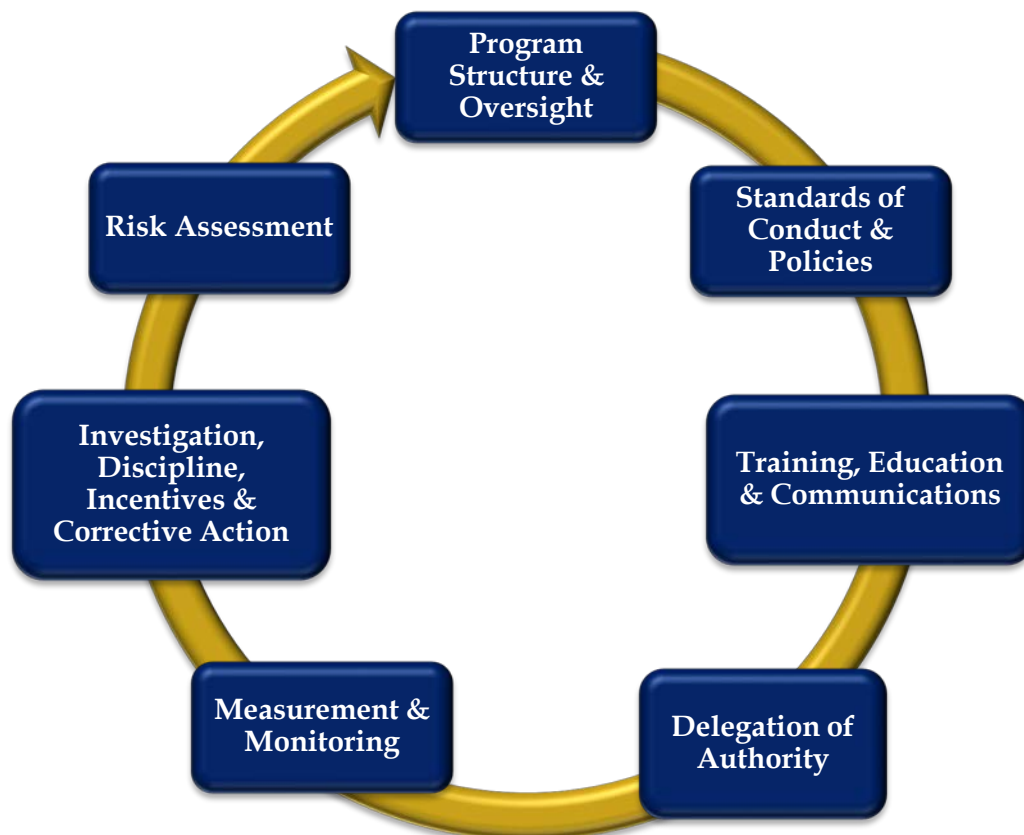 Program
Structure &
Oversight
Standards of
Conduct &
Policies
Training, Education
& Communications
Delegation of
Authority
Measurement &
Monitoring
Investigation,
Discipline,
Incentives &
Corrective Action
Risk Assessment